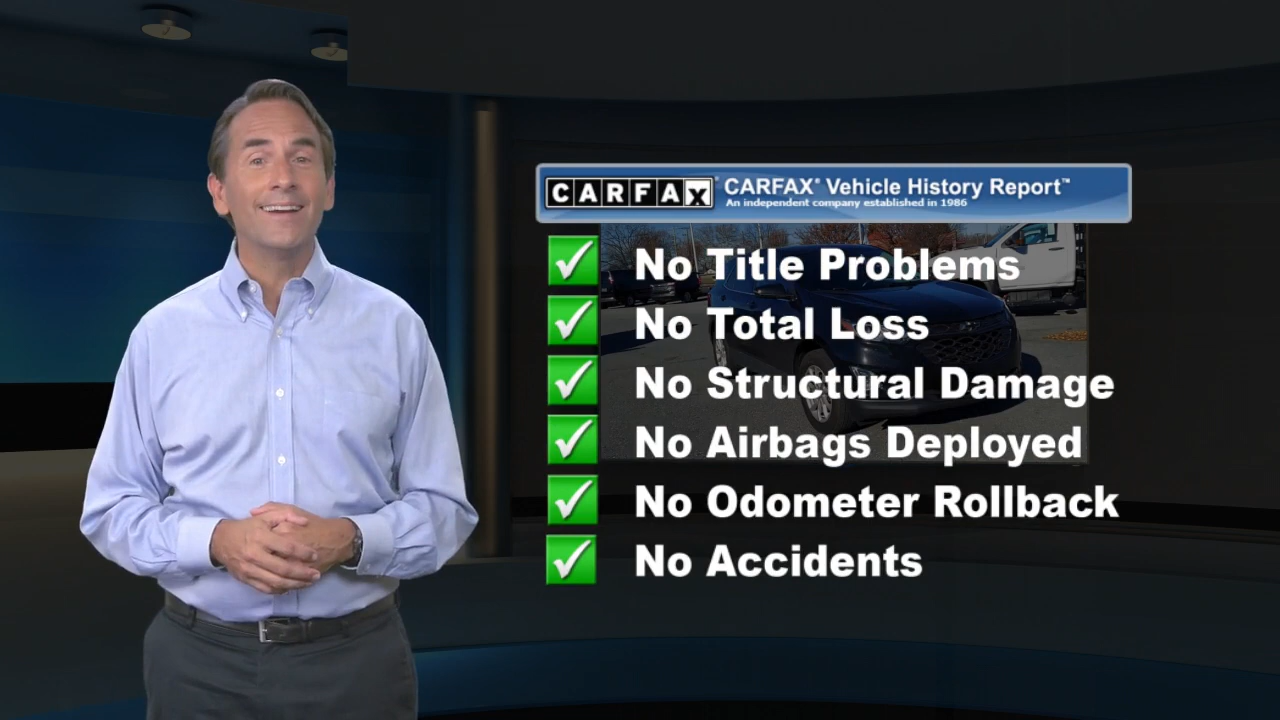 CARFAX® CARFAX® Vehicle History Report™
An independent company established in 1986
No Title Problems
No Total Loss
No Structural Damage
No Airbags Deployed
No Odometer Rollback
No Accidents